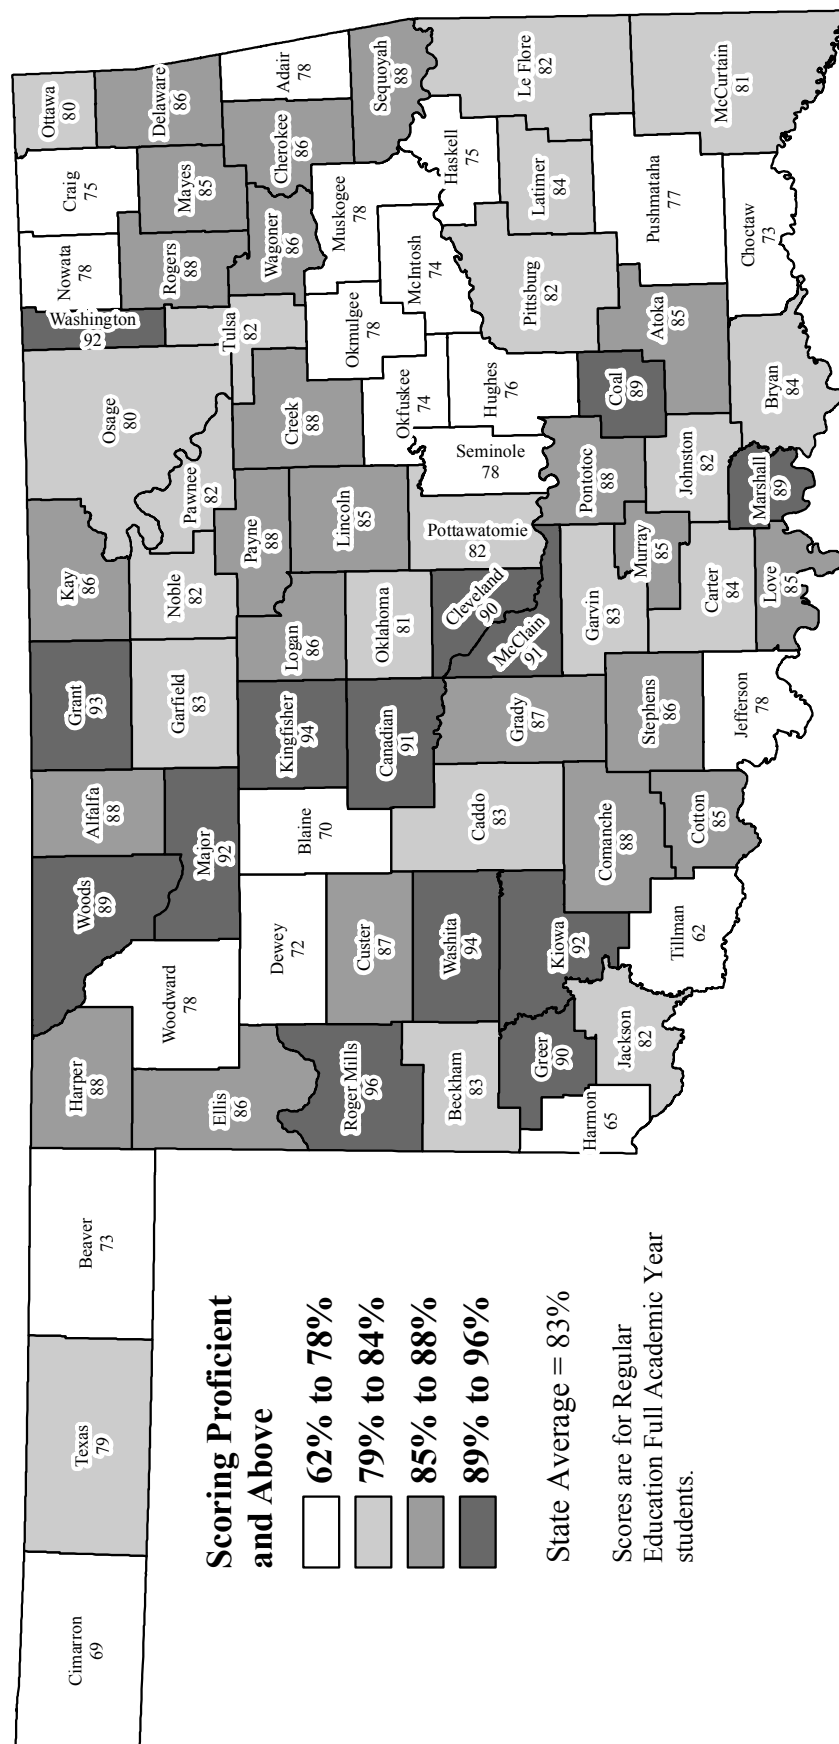 Cimarron
69
Texas
79
Beaver
73
Harper
88
Woods
89
Alfalfa
88
Grant
93
Kay
86
Osage
80
Washington
92
Nowata
78
Craig
75
Ottawa
80
Ellis
86
Woodward
78
Major
92
Garfield
83
Noble
82
Pawnee
82
Tulsa
82
Rogers
88
Mayes
85
Delaware
86
Roger Mills
96
Dewey
72
Blaine
70
Kingfisher
94
Logan
86
Payne
88
Creek
88
Wagoner
86
Cherokee
86
Adair
78
Custer
87
Canadian
91
Oklahoma
81
Lincoln
85
Okfuskee
74
Okmulgee
78
Muskogee
78
Sequoyah
88
Beckham
83
Washita
94
Caddo
83
Grady
87
Cleveland
90
McClain
91
Pottawatomie
82
Seminole
78
Hughes
76
McIntosh
74
Haskell
75
Le Flore
82
Harmon
65
Greer
90
Kiowa
92
Comanche
88
Garvin
83
Pontotoc
88
Coal
89
Pittsburg
82
Latimer
84
Jackson
82
Tillman
62
Cotton
85
Stephens
86
Murray
85
Johnston
82
Atoka
85
Pushmataha
77
McCurtain
81
Jefferson
78
Carter
84
Love
85
Marshall
89
Bryan
84
Choctaw
73
Scoring Proficient
and Above
62% to 78%
79% to 84%
85% to 88%
89% to 96%
State Average = 83%
Scores are for Regular
Education Full Academic Year
students.